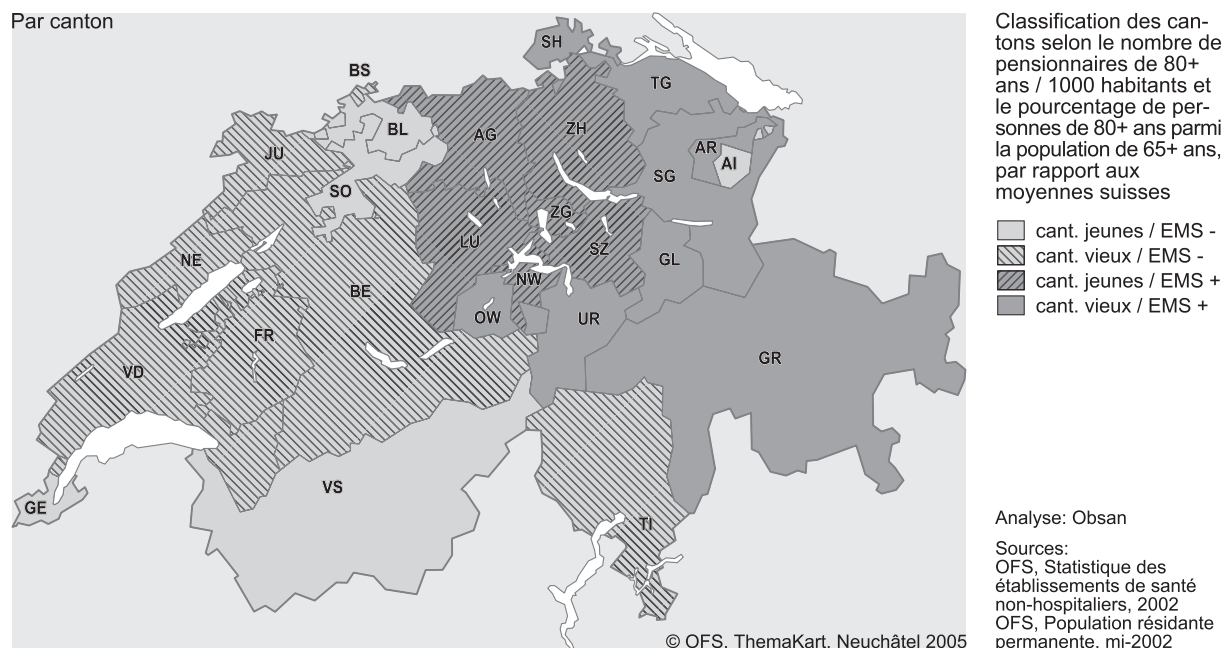 Par canton
SH
BS
TG
BL
AG
ZH
JU
AR
AI
SO
SG
ZG
LU
SZ
NE
GL
NW
BE
OW
UR
FR
VD
GR
VS
GE
TI
© OFS, ThemaKart, Neuchâtel 2005
Classification des can-
tons selon le nombre de
pensionnaires de 80+
ans / 1000 habitants et
le pourcentage de per-
sonnes de 80+ ans parmi
la population de 65+ ans,
par rapport aux
moyennes suisses
cant. jeunes / EMS -
cant. vieux / EMS -
cant. jeunes / EMS +
cant. vieux / EMS +
Analyse: Obsan
Sources:
OFS, Statistique des
établissements de santé
non-hospitaliers, 2002
OFS, Population résidante
permanente, mi-2002